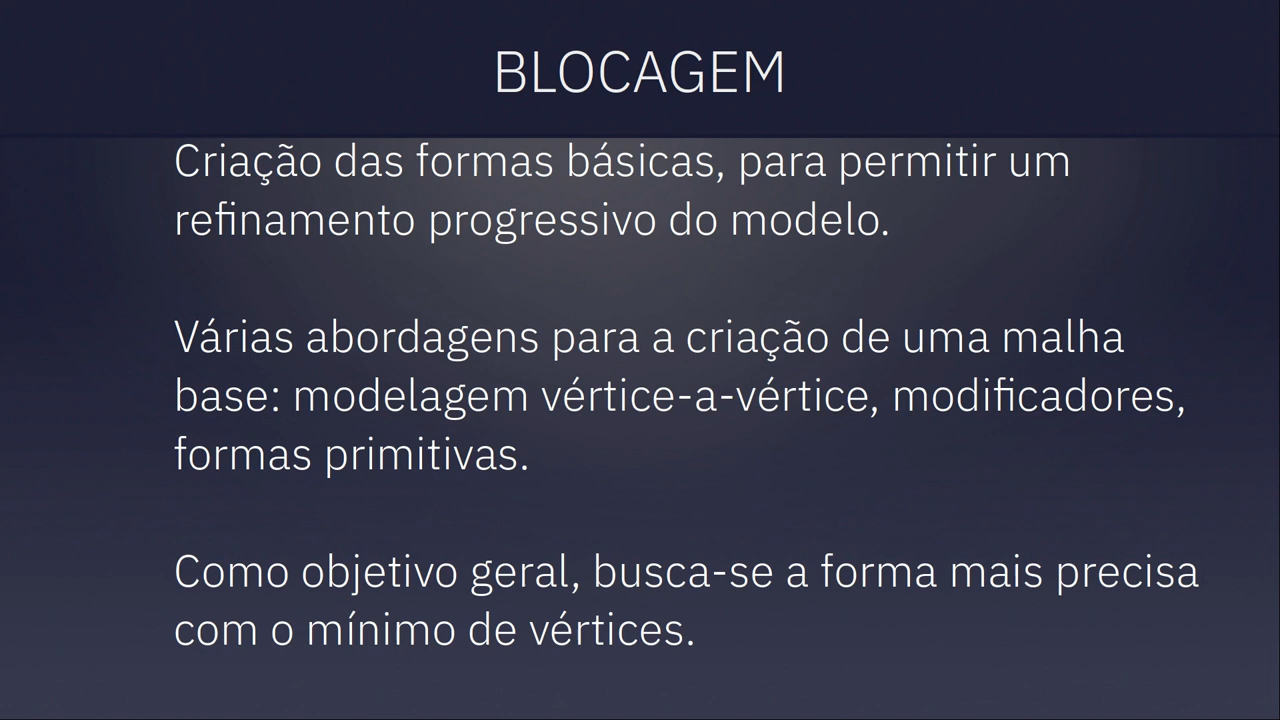 BLOCAGEM
Criação das formas básicas, para permitir um
refinamento progressivo do modelo.
Várias abordagens para a criação de uma malha
base: modelagem vértice-a-vértice, modificadores,
formas primitivas.
Como objetivo geral, busca-se a forma mais precisa
com o mínimo de vértices.